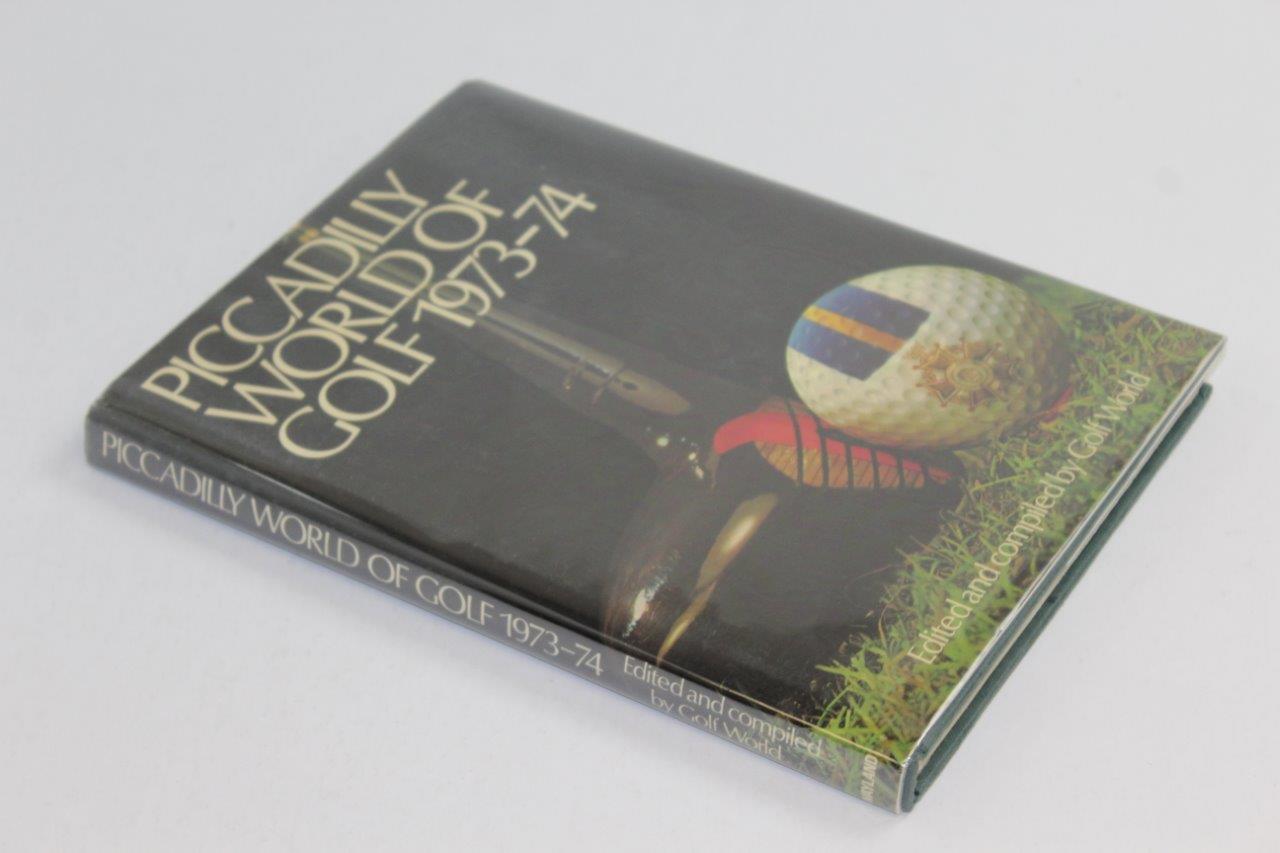 PICCADILLY
WORLD OF
GOLF 1973-74
Edited and compiled by Golf World
PICCADILLY WORLD OF GOLF 1973-74
Edited and compiled
by Golf World
WAYLAND